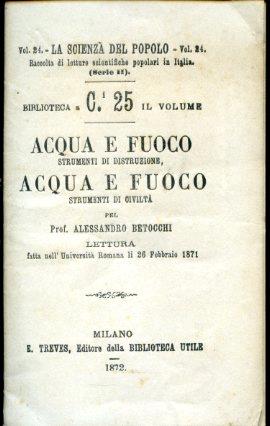 Vol. 24. - LA SCIENZA DEL POPOLO - Vol. 24.
Raccolta di letture scientifiche popolari in Italia.
(Serie II).
BIBLIOTECA a C.i 25 IL VOLUME
ACQUA E FUOCO
STRUMENTI DI DISTRUZIONE,
ACQUA E FUOCO
STRUMENTI DI CIVILTÀ
PEL
Prof. ALESSANDRO BETOCCHI
LETTURA
fatta nell'Università Romana li 26 Febbraio 1871
MILANO
E. TREVES, Editore della BIBLIOTECA UTILE
1872.